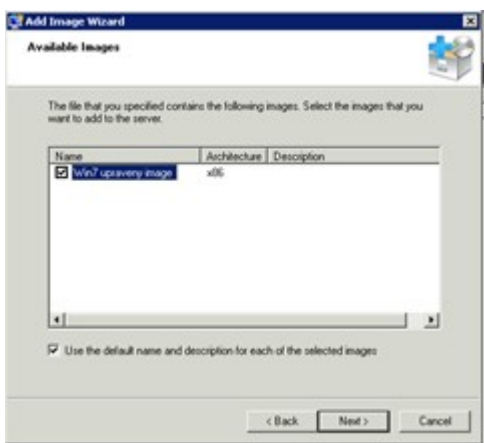 Add Image Wizard
Available Images
The file that you specified contains the following images. Select the images that you
want to add to the server.
Name Architecture Description
Win7 upraveny image x86
Use the default name and description for each of the selected images
< Back Next > Cancel